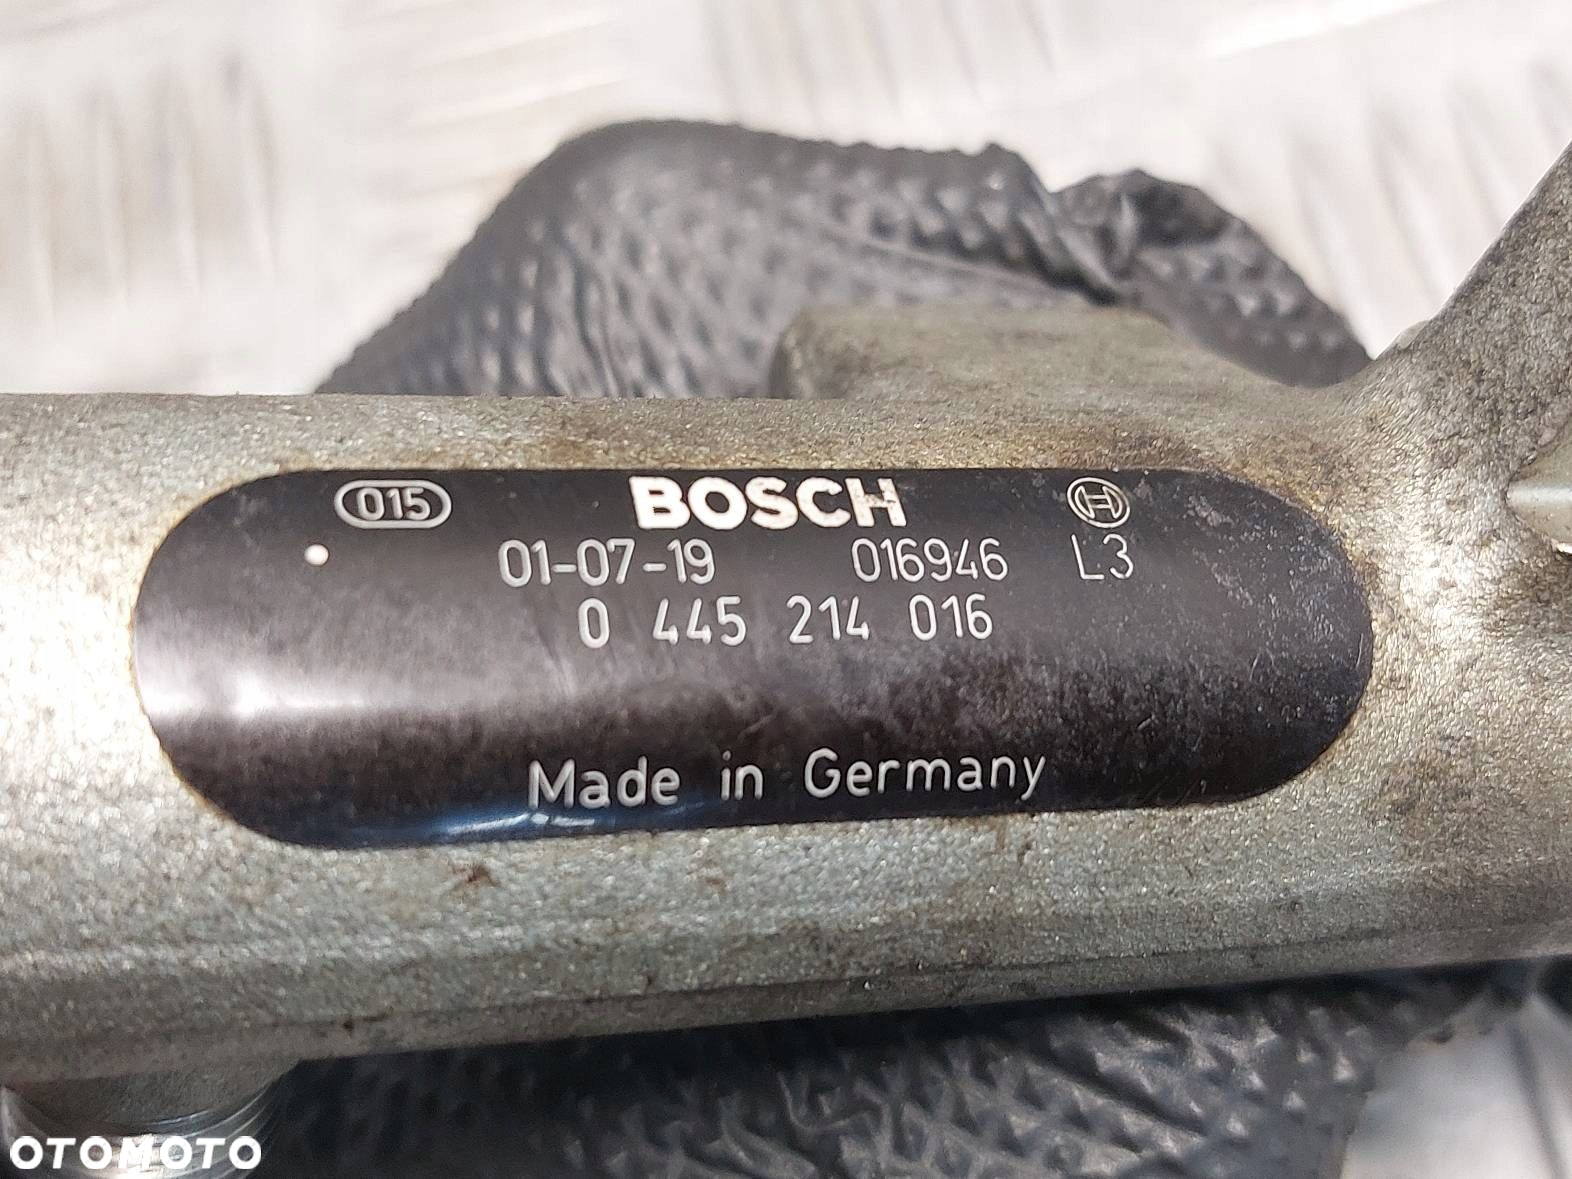 015 BOSCH
01-07-19 016946 L3
0 445 214 016
Made in Germany
OTOMOTO